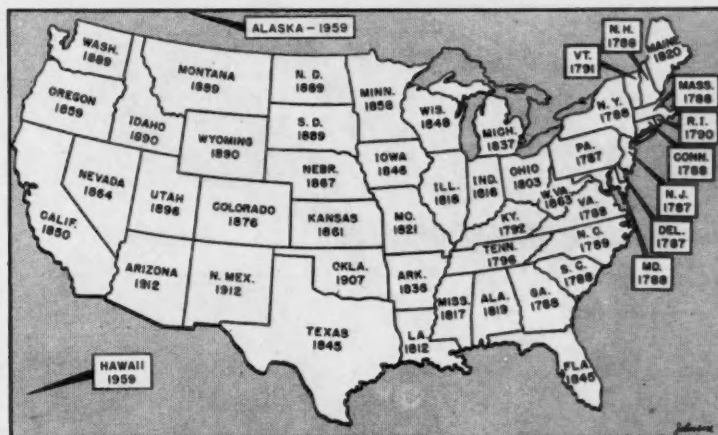 ALASKA – 1959
N.H.
1788
MAINE
1820
VT.
1791
WASH.
1889
MONTANA
1889
N. D.
1889
MINN.
1858
MASS.
1788
OREGON
1859
IDAHO
1890
WYOMING
1890
S. D.
1889
WIS.
1848
MICH.
1837
N.Y.
1788
R.I.
1790
CONN.
1788
NEVADA
1864
UTAH
1896
COLORADO
1876
NEBR.
1867
IOWA
1846
ILL.
1818
IND.
1816
OHIO
1803
PA.
1787
N.J.
1787
W.VA.
1863
VA.
1788
DEL.
1787
MD.
1788
CALIF.
1850
KANSAS
1861
MO.
1821
KY.
1792
TENN.
1796
N. C.
1789
S. C.
1788
ARIZONA
1912
N. MEX.
1912
OKLA.
1907
ARK.
1836
MISS.
1817
ALA.
1819
GA.
1788
TEXAS
1845
LA.
1812
FLA.
1845
HAWAII
1959